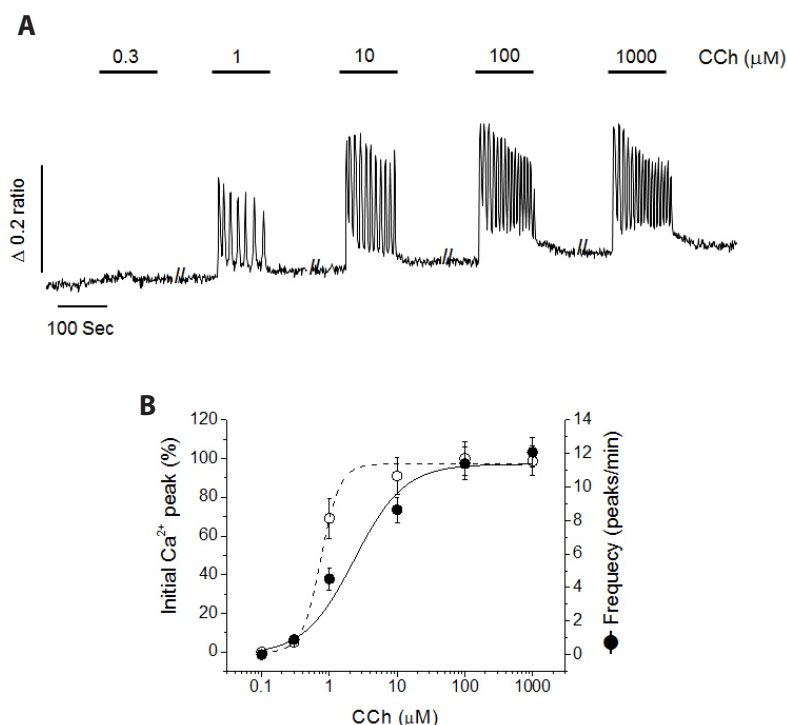 A
0.3 1 10 100 1000 CCh (μM)
Δ 0.2 ratio
// // // //
100 Sec
B
120
100
80
60
40
20
0
Initial Ca²⁺ peak (%)
14
12
10
8
6
4
2
0
Frequecy (peaks/min)
0.1 1 10 100 1000
CCh (μM)